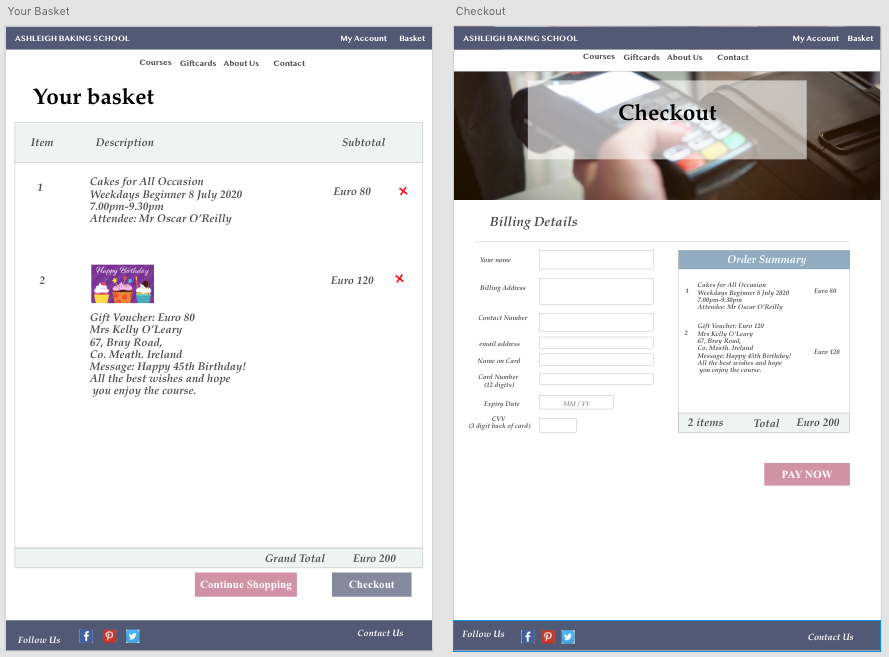 Your Basket
ASHLEIGH BAKING SCHOOL My Account Basket
Courses Giftcards About Us Contact
Your basket
Item Description Subtotal
1 Cakes for All Occasion
Weekdays Beginner 8 July 2020
7.00pm-9.30pm
Attendee: Mr Oscar O'Reilly
Euro 80
2 Happy Birthday
Euro 120
Gift Voucher: Euro 80
Mrs Kelly O'Leary
67, Bray Road,
Co. Meath. Ireland
Message: Happy 45th Birthday!
All the best wishes and hope
you enjoy the course.
Grand Total Euro 200
Continue Shopping Checkout
Follow Us Contact Us
Checkout
ASHLEIGH BAKING SCHOOL My Account Basket
Courses Giftcards About Us Contact
Checkout
Billing Details
Your name
Billing Address
Contact Number
email address
Name on Card
Card Number
(12 digits)
Expiry Date MM / YY
CVV
(3 digit back of card)
Order Summary
1 Cakes for All Occasion
Weekdays Beginner 8 July 2020
7.00pm-9.30pm
Attendee: Mr Oscar O'Reilly
Euro 80
2 Gift Voucher: Euro 120
Mrs Kelly O'Leary
67, Bray Road,
Co. Meath. Ireland
Message: Happy 45th Birthday!
All the best wishes and hope
you enjoy the course.
Euro 120
2 items Total Euro 200
PAY NOW
Follow Us Contact Us